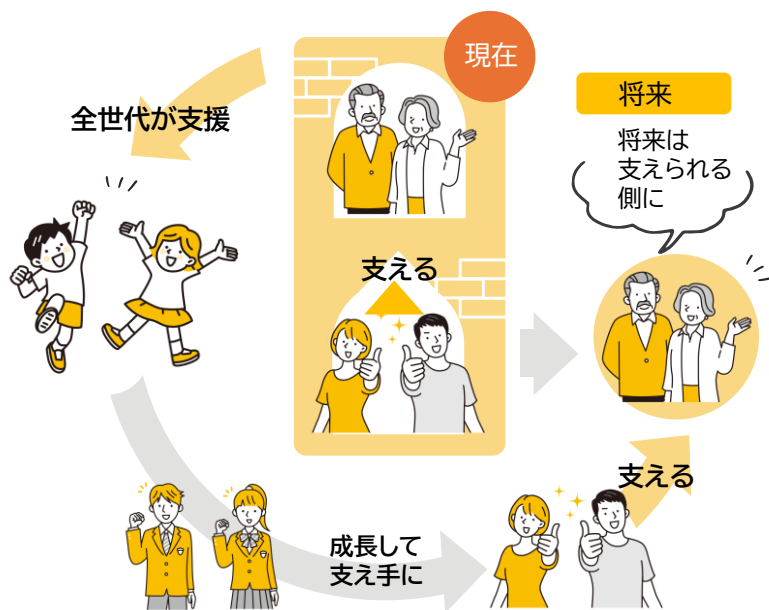 現在
全世代が支援
支える
将来
将来は
支えられる
側に
支える
成長して
支え手に